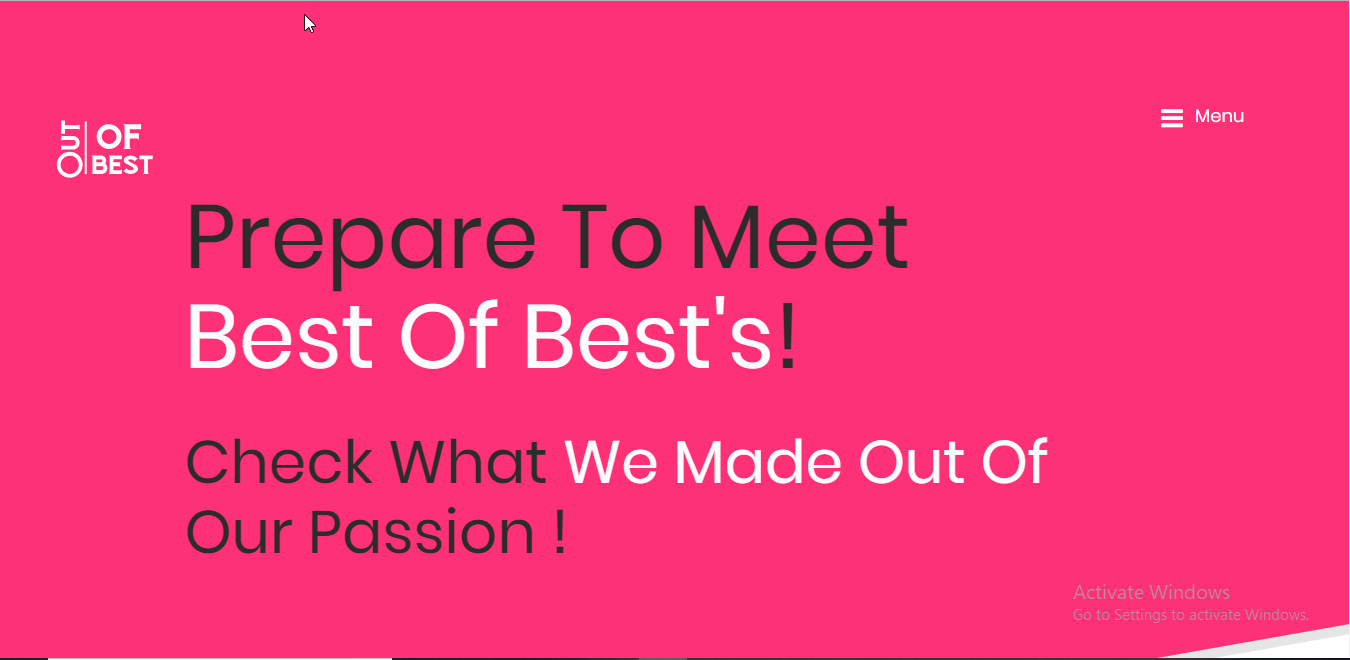 Menu
OUT OF
BEST
Prepare To Meet
Best Of Best's!
Check What We Made Out Of
Our Passion !
Activate Windows
Go to Settings to activate Windows.